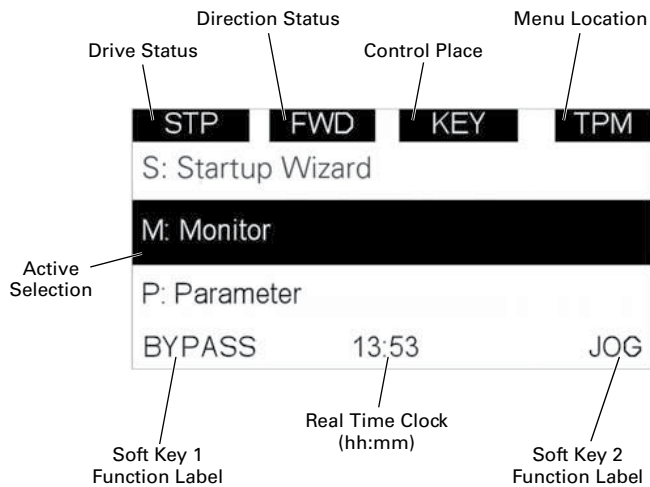 Direction Status
Menu Location
Drive Status
Control Place
STP FWD KEY TPM
S: Startup Wizard
M: Monitor
Active
Selection
P: Parameter
BYPASS 13:53 JOG
Real Time Clock
(hh:mm)
Soft Key 1
Function Label
Soft Key 2
Function Label